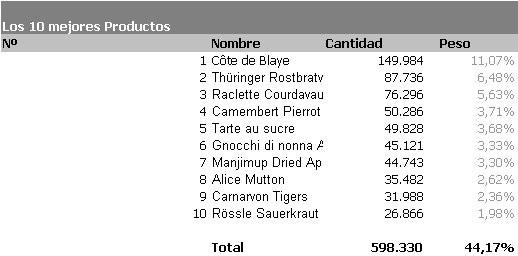 Los 10 mejores Productos
Nº Nombre Cantidad Peso
1 Côte de Blaye 149.984 11,07%
2 Thüringer Rostbratv 87.736 6,48%
3 Raclette Courdavau 76.296 5,63%
4 Camembert Pierrot 50.286 3,71%
5 Tarte au sucre 49.828 3,68%
6 Gnocchi di nonna A 45.121 3,33%
7 Manjimup Dried Ap 44.743 3,30%
8 Alice Mutton 35.482 2,62%
9 Carnarvon Tigers 31.988 2,36%
10 Rössle Sauerkraut 26.866 1,98%
Total 598.330 44,17%